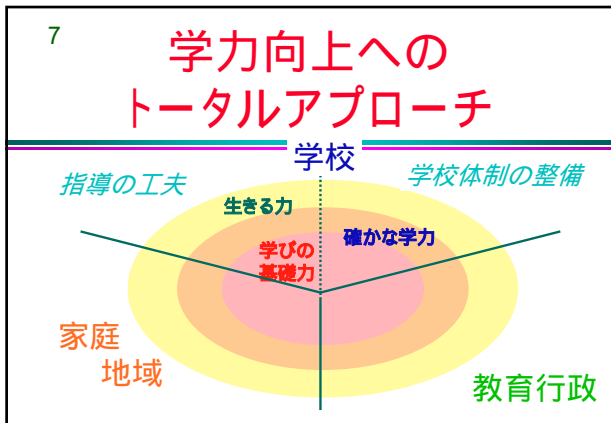 7
学力向上への
トータルアプローチ
学校
指導の工夫
学校体制の整備
生きる力
確かな学力
学びの
基礎力
家庭
地域
教育行政